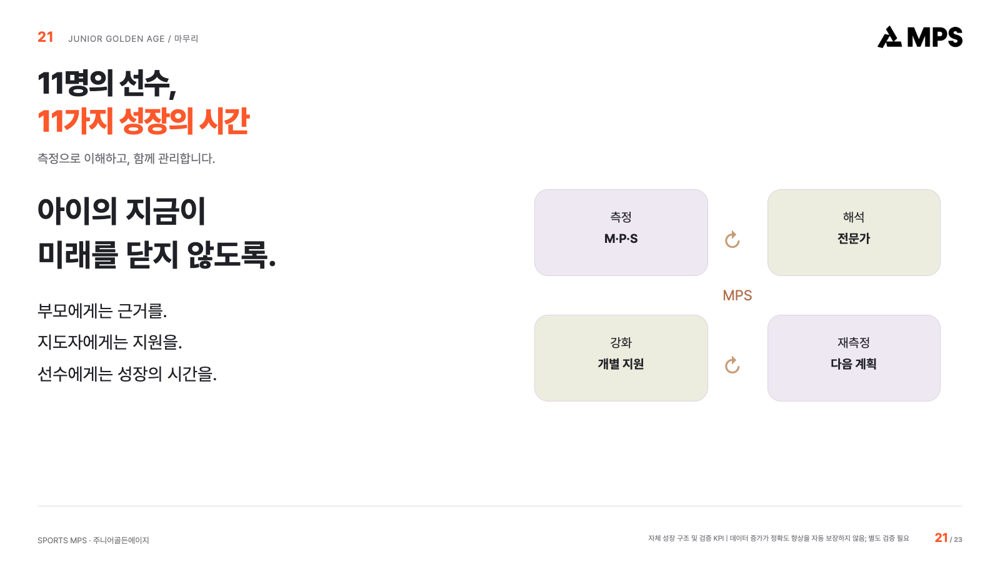 21 JUNIOR GOLDEN AGE / 마무리
MPS
11명의 선수,
11가지 성장의 시간
측정으로 이해하고, 함께 관리합니다.
아이의 지금이
미래를 닫지 않도록.
부모에게는 근거를.
지도자에게는 지원을.
선수에게는 성장의 시간을.
측정
M·P·S
해석
전문가
MPS
강화
개별 지원
재측정
다음 계획
SPORTS MPS · 주니어골든에이지
자체 성장 구조 및 검증 KPI | 데이터 증가가 정확도 향상을 자동 보장하지 않음; 별도 검증 필요
21 / 23